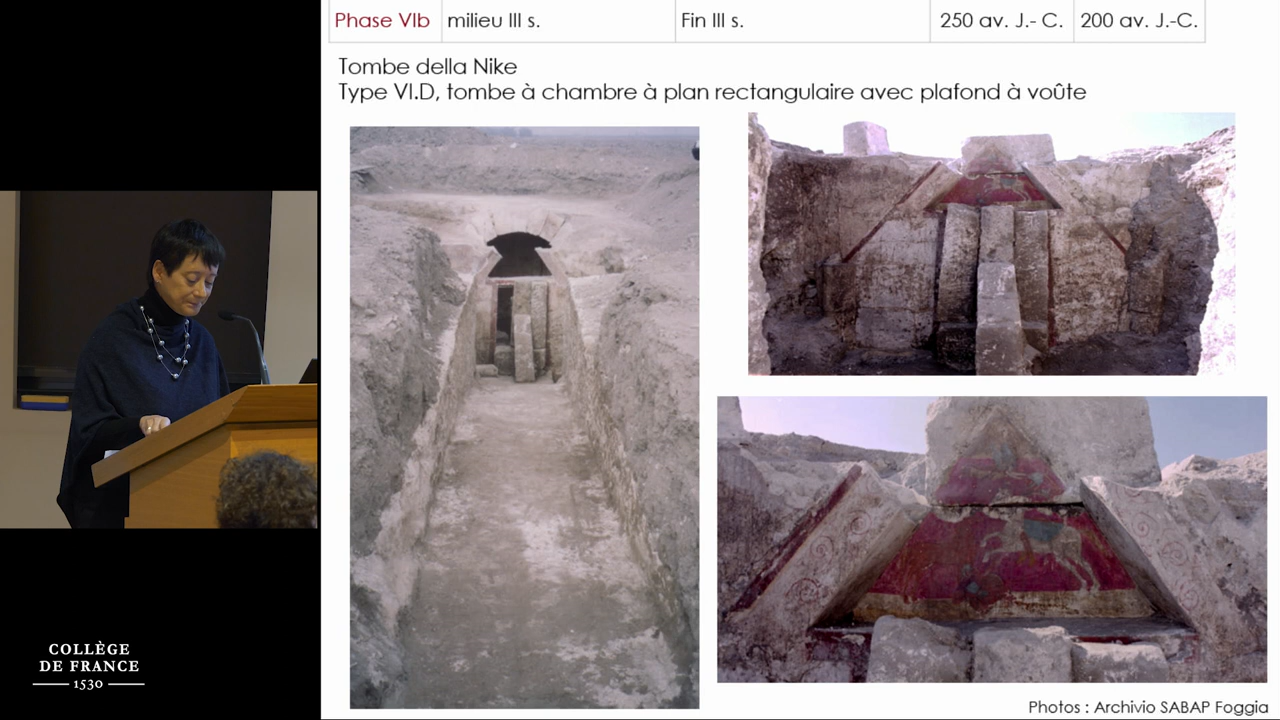 Phase VIb milieu III s. Fin III s. 250 av. J.- C. 200 av. J.-C.
Tombe della Nike
Type VI.D, tombe à chambre à plan rectangulaire avec plafond à voûte
Photos : Archivio SABAP Foggia
COLLÈGE
DE FRANCE
1530